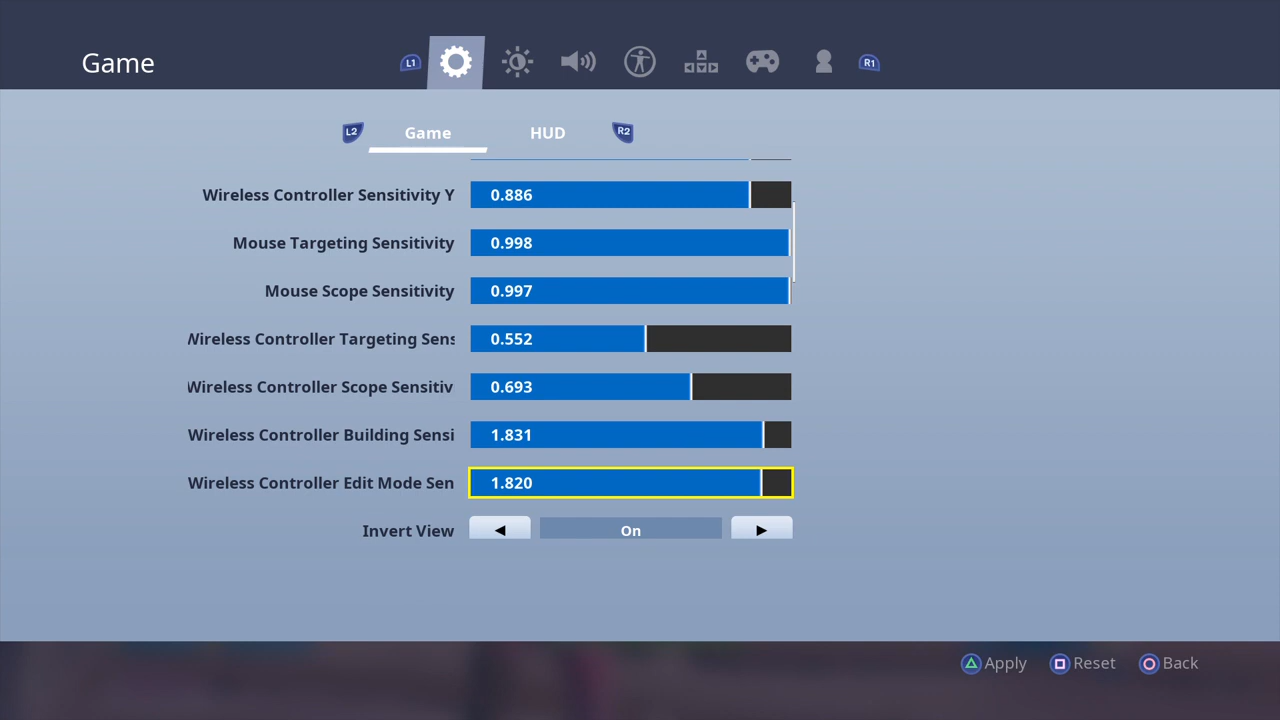 Game
L1
R1
L2
Game
HUD
R2
Wireless Controller Sensitivity Y
0.886
Mouse Targeting Sensitivity
0.998
Mouse Scope Sensitivity
0.997
Wireless Controller Targeting Sens
0.552
Wireless Controller Scope Sensitiv
0.693
Wireless Controller Building Sensi
1.831
Wireless Controller Edit Mode Sen
1.820
Invert View
On
Apply
Reset
Back